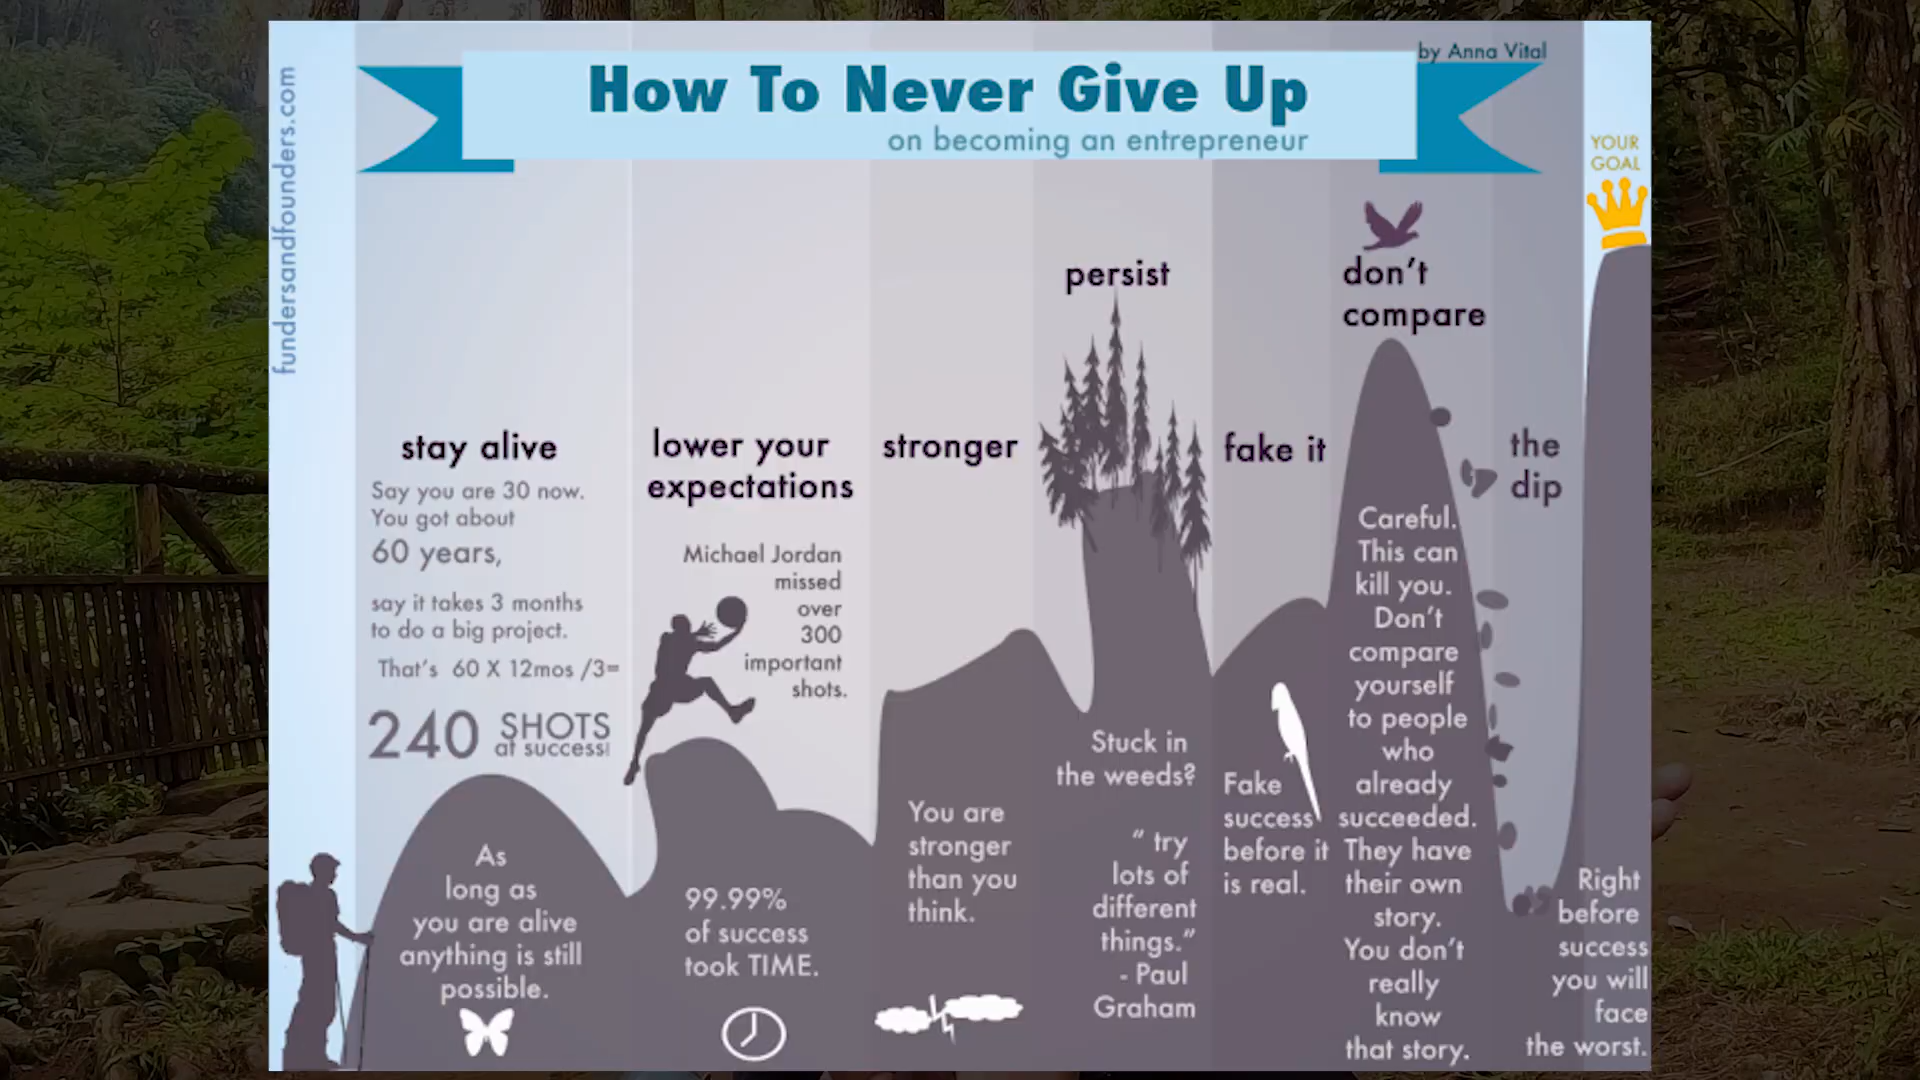 by Anna Vital
How To Never Give Up
on becoming an entrepreneur
fundersandfounders.com
YOUR
GOAL
stay alive
Say you are 30 now.
You got about
60 years,
say it takes 3 months
to do a big project.
That's 60 X 12mos /3=
240 SHOTS
at success!
As
long as
you are alive
anything is still
possible.
lower your
expectations
Michael Jordan
missed
over
300
important
shots.
99.99%
of success
took TIME.
stronger
You are
stronger
than you
think.
persist
Stuck in
the weeds?
" try
lots of
different
things."
- Paul
Graham
fake it
Fake
success
before it
is real.
don't
compare
Careful.
This can
kill you.
Don't
compare
yourself
to people
who
already
succeeded.
They have
their own
story.
You don't
really
know
that story.
the
dip
Right
before
success
you will
face
the worst.